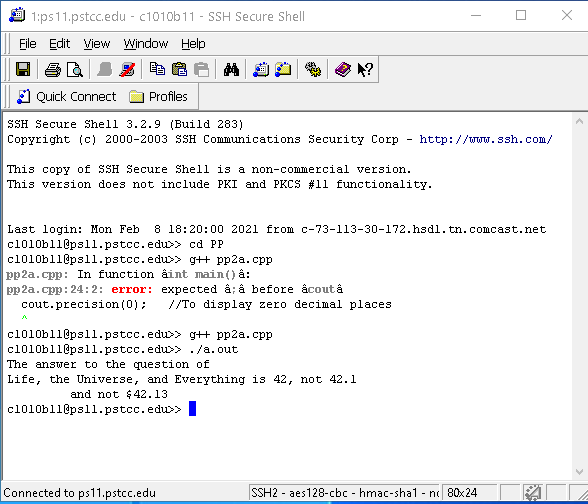 1:ps11.pstcc.edu - c1010b11 - SSH Secure Shell
File Edit View Window Help
Quick Connect Profiles
SSH Secure Shell 3.2.9 (Build 283)
Copyright (c) 2000-2003 SSH Communications Security Corp - http://www.ssh.com/
This copy of SSH Secure Shell is a non-commercial version.
This version does not include PKI and PKCS #11 functionality.
Last login: Mon Feb  8 18:20:00 2021 from c-73-113-30-172.hsd1.tn.comcast.net
c1010b11@ps11.pstcc.edu>> cd PP
c1010b11@ps11.pstcc.edu>> g++ pp2a.cpp
pp2a.cpp: In function âint main()â:
pp2a.cpp:24:2: error: expected â;â before âcoutâ
  cout.precision(0);   //To display zero decimal places
  ^
c1010b11@ps11.pstcc.edu>> g++ pp2a.cpp
c1010b11@ps11.pstcc.edu>> ./a.out
The answer to the question of
Life, the Universe, and Everything is 42, not 42.1
         and not $42.13
c1010b11@ps11.pstcc.edu>>
Connected to ps11.pstcc.edu SSH2 - aes128-cbc - hmac-sha1 - nc 80x24